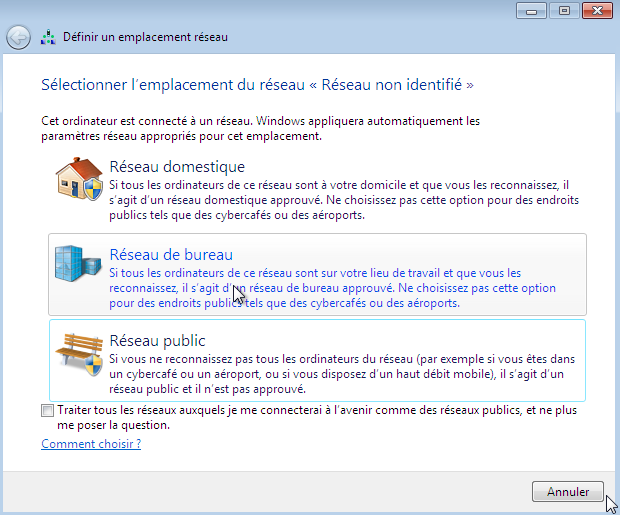 Définir un emplacement réseau
Sélectionner l'emplacement du réseau « Réseau non identifié »
Cet ordinateur est connecté à un réseau. Windows appliquera automatiquement les
paramètres réseau appropriés pour cet emplacement.
Réseau domestique
Si tous les ordinateurs de ce réseau sont à votre domicile et que vous les reconnaissez, il
s'agit d'un réseau domestique approuvé. Ne choisissez pas cette option pour des endroits
publics tels que des cybercafés ou des aéroports.
Réseau de bureau
Si tous les ordinateurs de ce réseau sont sur votre lieu de travail et que vous les
reconnaissez, il s'agit d'un réseau de bureau approuvé. Ne choisissez pas cette option
pour des endroits publics tels que des cybercafés ou des aéroports.
Réseau public
Si vous ne reconnaissez pas tous les ordinateurs du réseau (par exemple si vous êtes dans
un cybercafé ou un aéroport, ou si vous disposez d'un haut débit mobile), il s'agit d'un
réseau public et il n'est pas approuvé.
Traiter tous les réseaux auxquels je me connecterai à l'avenir comme des réseaux publics, et ne plus
me poser la question.
Comment choisir ?
Annuler